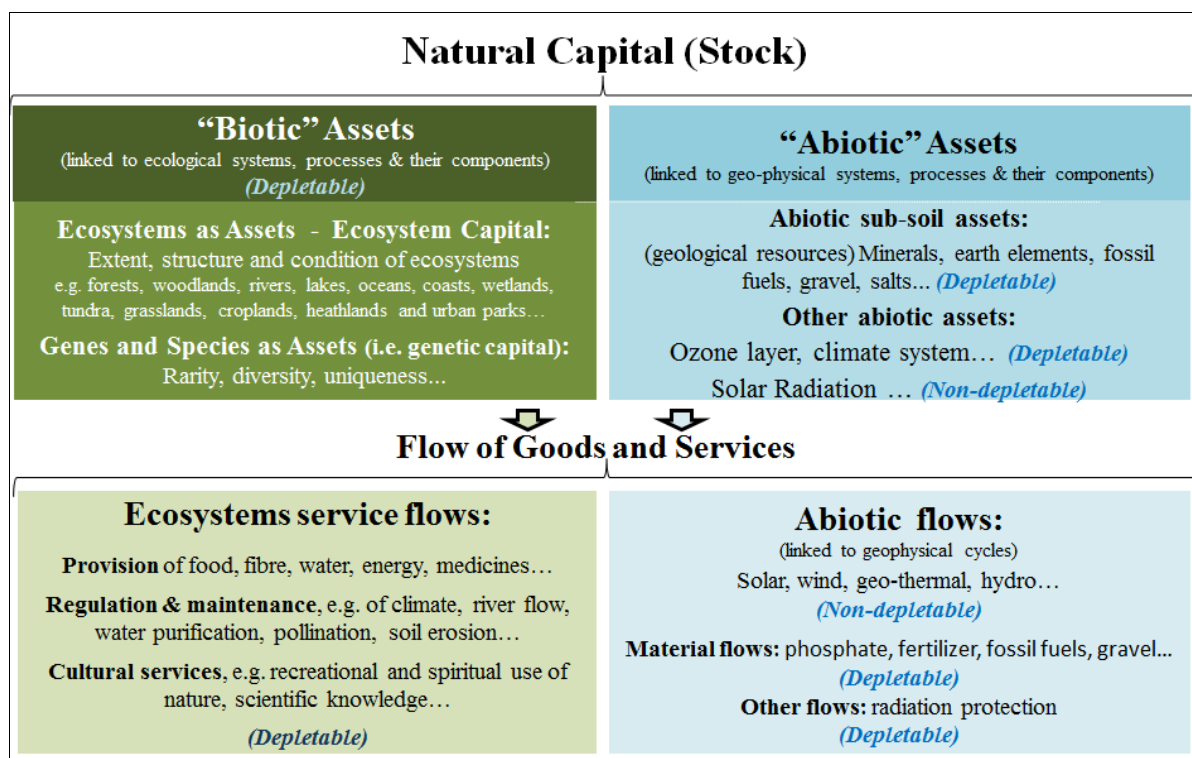 Natural Capital (Stock)
“Biotic” Assets
(linked to ecological systems, processes & their components)
(Depletable)
Ecosystems as Assets - Ecosystem Capital:
Extent, structure and condition of ecosystems
e.g. forests, woodlands, rivers, lakes, oceans, coasts, wetlands,
tundra, grasslands, croplands, heathlands and urban parks…
Genes and Species as Assets (i.e. genetic capital):
Rarity, diversity, uniqueness...
“Abiotic” Assets
(linked to geo-physical systems, processes & their components)
Abiotic sub-soil assets:
(geological resources) Minerals, earth elements, fossil
fuels, gravel, salts... (Depletable)
Other abiotic assets:
Ozone layer, climate system… (Depletable)
Solar Radiation … (Non-depletable)
Flow of Goods and Services
Ecosystems service flows:
Provision of food, fibre, water, energy, medicines…
Regulation & maintenance, e.g. of climate, river flow,
water purification, pollination, soil erosion…
Cultural services, e.g. recreational and spiritual use of
nature, scientific knowledge…
(Depletable)
Abiotic flows:
(linked to geophysical cycles)
Solar, wind, geo-thermal, hydro…
(Non-depletable)
Material flows: phosphate, fertilizer, fossil fuels, gravel…
(Depletable)
Other flows: radiation protection
(Depletable)